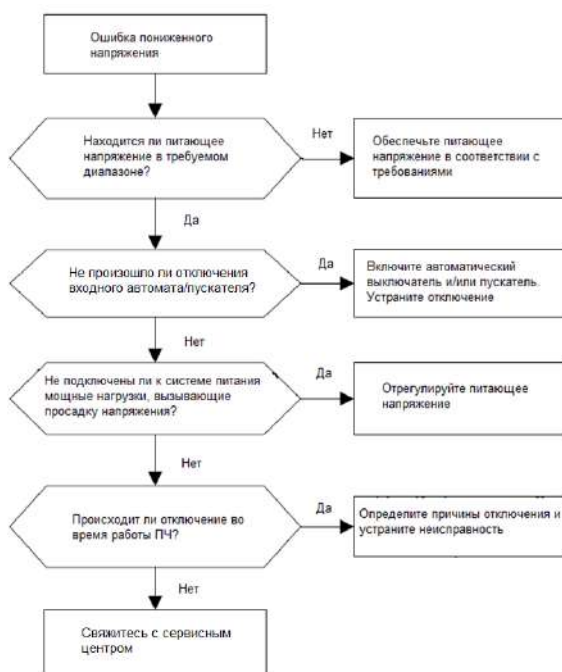 Ошибка пониженного
напряжения
Находится ли питающее
напряжение в требуемом
диапазоне?
Нет
Обеспечьте питающее
напряжение в соответствии с
требованиями
Да
Не произошло ли отключения
входного автомата/пускателя?
Да
Включите автоматический
выключатель и/или пускатель.
Устраните отключение
Нет
Не подключены ли к системе питания
мощные нагрузки, вызывающие
просадку напряжения?
Да
Отрегулируйте питающее
напряжение
Нет
Происходит ли отключение во
время работы ПЧ?
Да
Определите причины отключения и
устраните неисправность
Нет
Свяжитесь с сервисным
центром